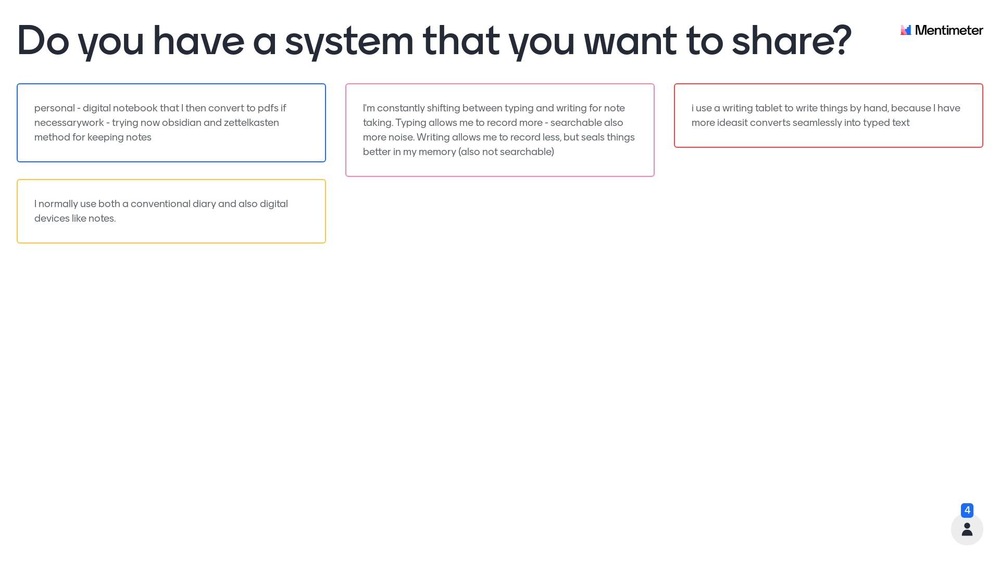 Do you have a system that you want to share?
Mentimeter
personal - digital notebook that I then convert to pdfs if
necessarywork - trying now obsidian and zettelkasten
method for keeping notes
I'm constantly shifting between typing and writing for note
taking. Typing allows me to record more - searchable also
more noise. Writing allows me to record less, but seals things
better in my memory (also not searchable)
i use a writing tablet to write things by hand, because I have
more ideasit converts seamlessly into typed text
I normally use both a conventional diary and also digital
devices like notes.
4